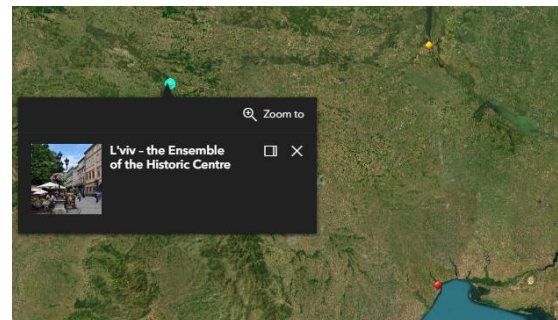 Zoom to
L'viv – the Ensemble
of the Historic Centre